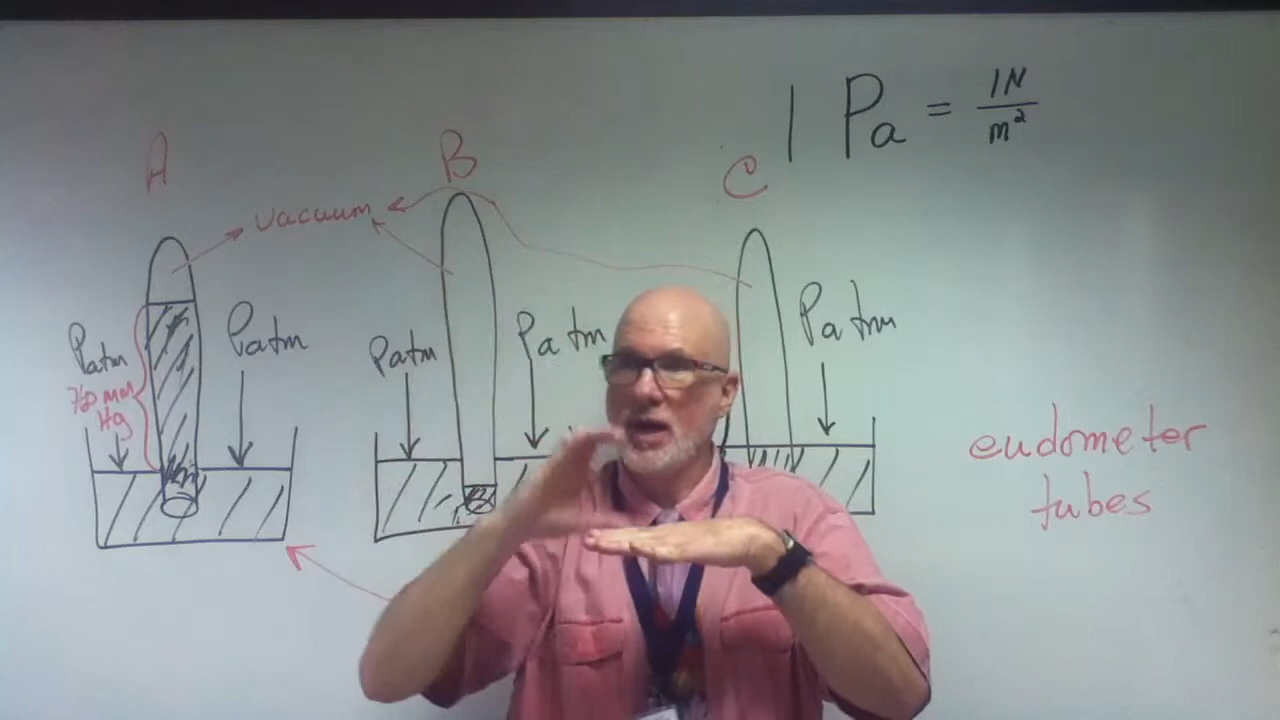 1 Pa = 1N / m²
A
B
C
vacuum
Patm
760 mm
Hg
Patm
Patm
Patm
Patm
eudometer
tubes